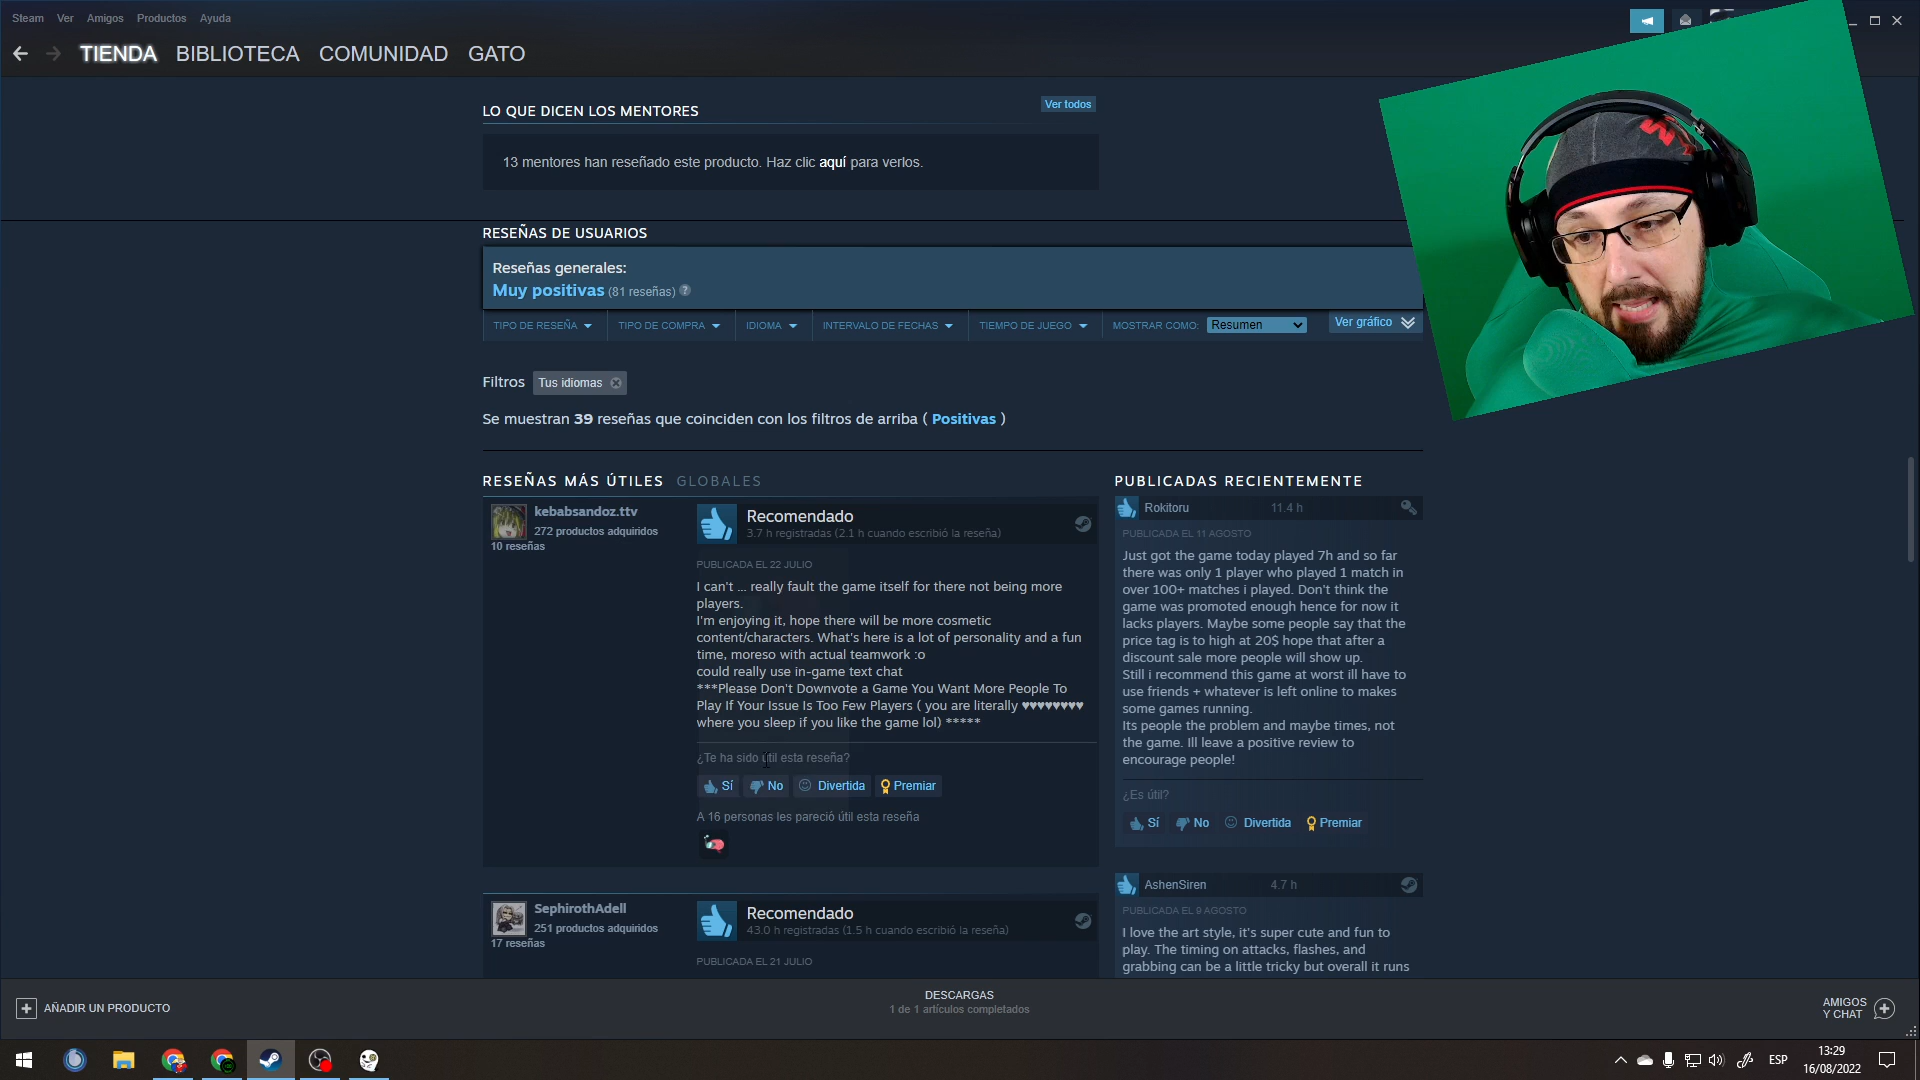 Steam Ver Amigos Productos Ayuda
TIENDA BIBLIOTECA COMUNIDAD GATO
LO QUE DICEN LOS MENTORES
Ver todos
13 mentores han reseñado este producto. Haz clic aquí para verlos.
RESEÑAS DE USUARIOS
Reseñas generales:
Muy positivas (81 reseñas) ?
TIPO DE RESEÑA TIPO DE COMPRA IDIOMA INTERVALO DE FECHAS TIEMPO DE JUEGO MOSTRAR COMO: Resumen Ver gráfico
Filtros Tus idiomas
Se muestran 39 reseñas que coinciden con los filtros de arriba ( Positivas )
RESEÑAS MÁS ÚTILES GLOBALES
kebabsandoz.ttv
272 productos adquiridos
10 reseñas
Recomendado
3.7 h registradas (2.1 h cuando escribió la reseña)
PUBLICADA EL 22 JULIO
I can't ... really fault the game itself for there not being more
players.
I'm enjoying it, hope there will be more cosmetic
content/characters. What's here is a lot of personality and a fun
time, moreso with actual teamwork :o
could really use in-game text chat
***Please Don't Downvote a Game You Want More People To
Play If Your Issue Is Too Few Players ( you are literally ♥♥♥♥♥♥♥♥
where you sleep if you like the game lol) *****
¿Te ha sido útil esta reseña?
Sí No Divertida Premiar
A 16 personas les pareció útil esta reseña
SephirothAdell
251 productos adquiridos
17 reseñas
Recomendado
43.0 h registradas (1.5 h cuando escribió la reseña)
PUBLICADA EL 21 JULIO
PUBLICADAS RECIENTEMENTE
Rokitoru 11.4 h
PUBLICADA EL 11 AGOSTO
Just got the game today played 7h and so far
there was only 1 player who played 1 match in
over 100+ matches i played. Don't think the
game was promoted enough hence for now it
lacks players. Maybe some people say that the
price tag is to high at 20$ hope that after a
discount sale more people will show up.
Still i recommend this game at worst ill have to
use friends + whatever is left online to makes
some games running.
Its people the problem and maybe times, not
the game. Ill leave a positive review to
encourage people!
¿Es útil?
Sí No Divertida Premiar
AshenSiren 4.7 h
PUBLICADA EL 9 AGOSTO
I love the art style, it's super cute and fun to
play. The timing on attacks, flashes, and
grabbing can be a little tricky but overall it runs
AÑADIR UN PRODUCTO
DESCARGAS
1 de 1 artículos completados
AMIGOS
Y CHAT
ESP
13:29
16/08/2022